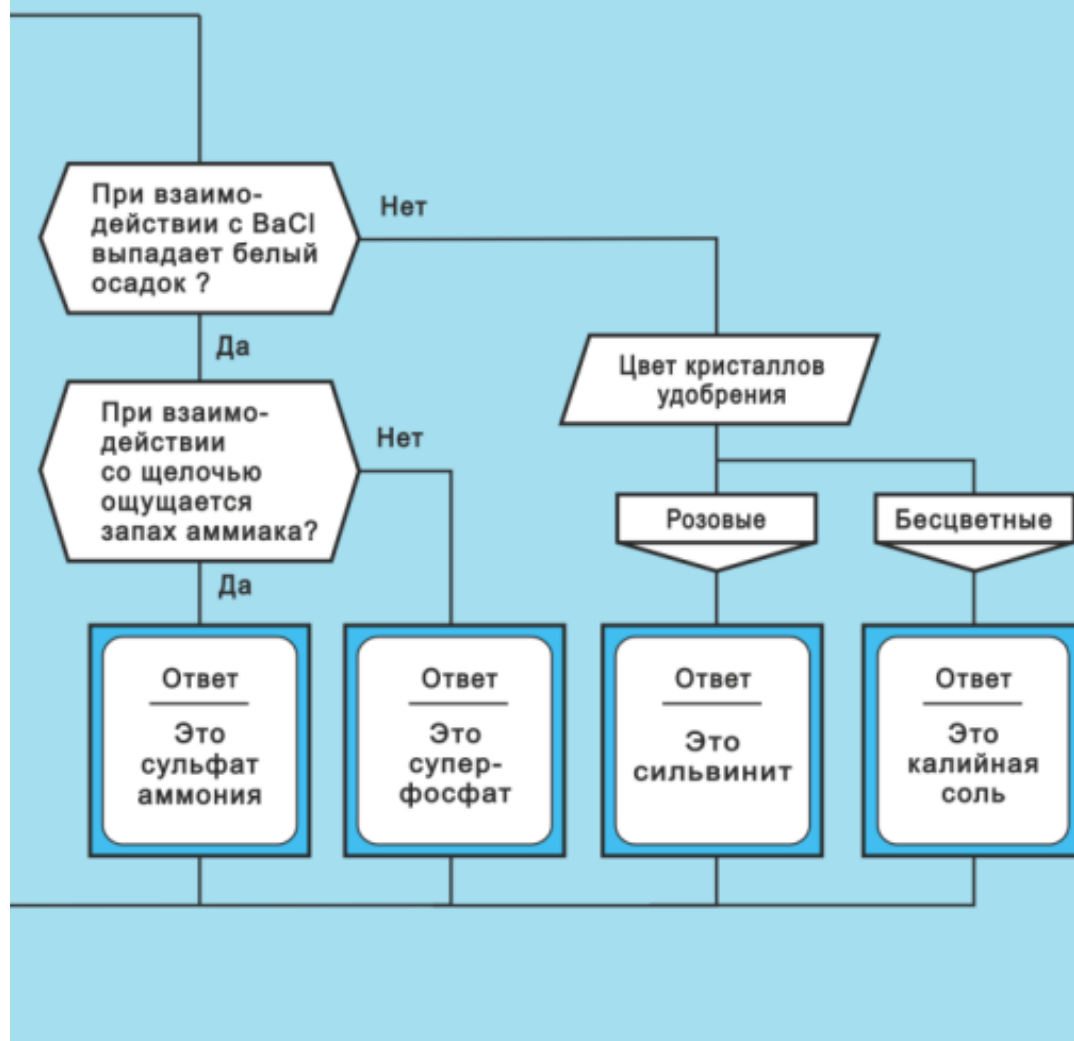 При взаимо-
действии с BaCl
выпадает белый
осадок ?
Нет
Да
Цвет кристаллов
удобрения
При взаимо-
действии
со щелочью
ощущается
запах аммиака?
Нет
Розовые
Бесцветные
Да
Ответ
Это
сульфат
аммония
Ответ
Это
супер-
фосфат
Ответ
Это
сильвинит
Ответ
Это
калийная
соль